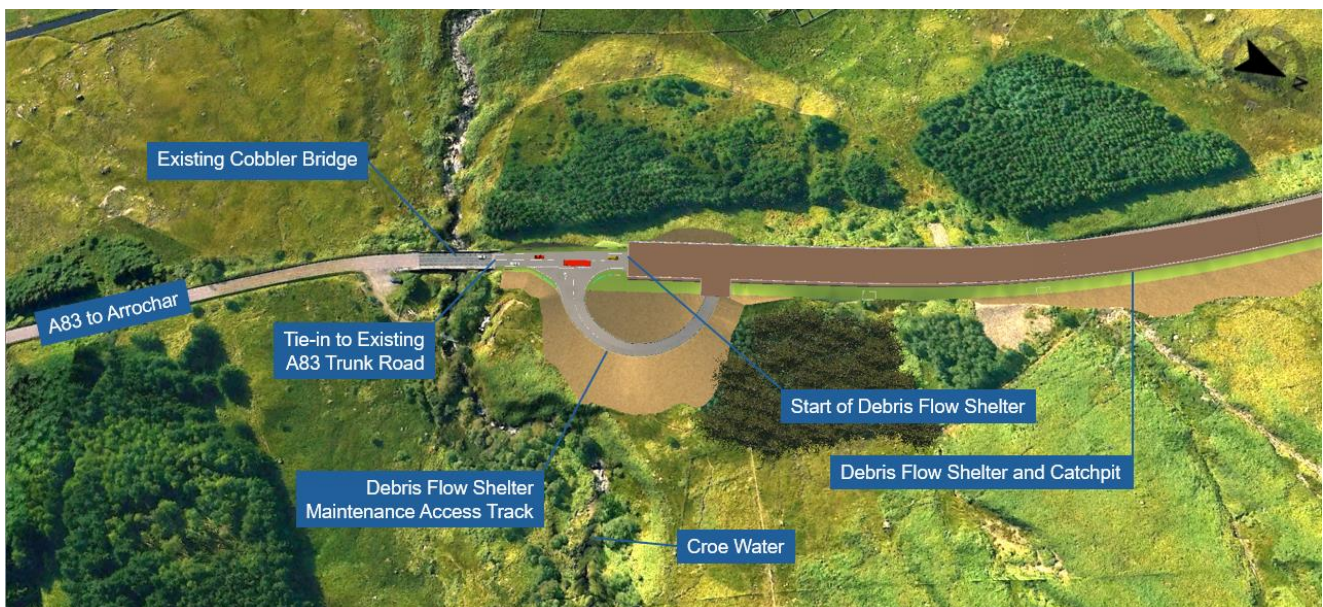 N
Existing Cobbler Bridge
A83 to Arrochar
Tie-in to Existing
A83 Trunk Road
Start of Debris Flow Shelter
Debris Flow Shelter and Catchpit
Debris Flow Shelter
Maintenance Access Track
Croe Water